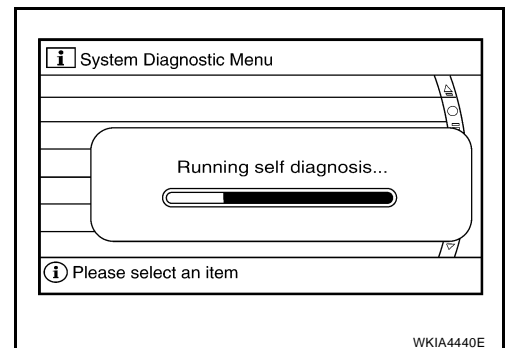 i System Diagnostic Menu
Running self diagnosis...
i Please select an item
WKIA4440E